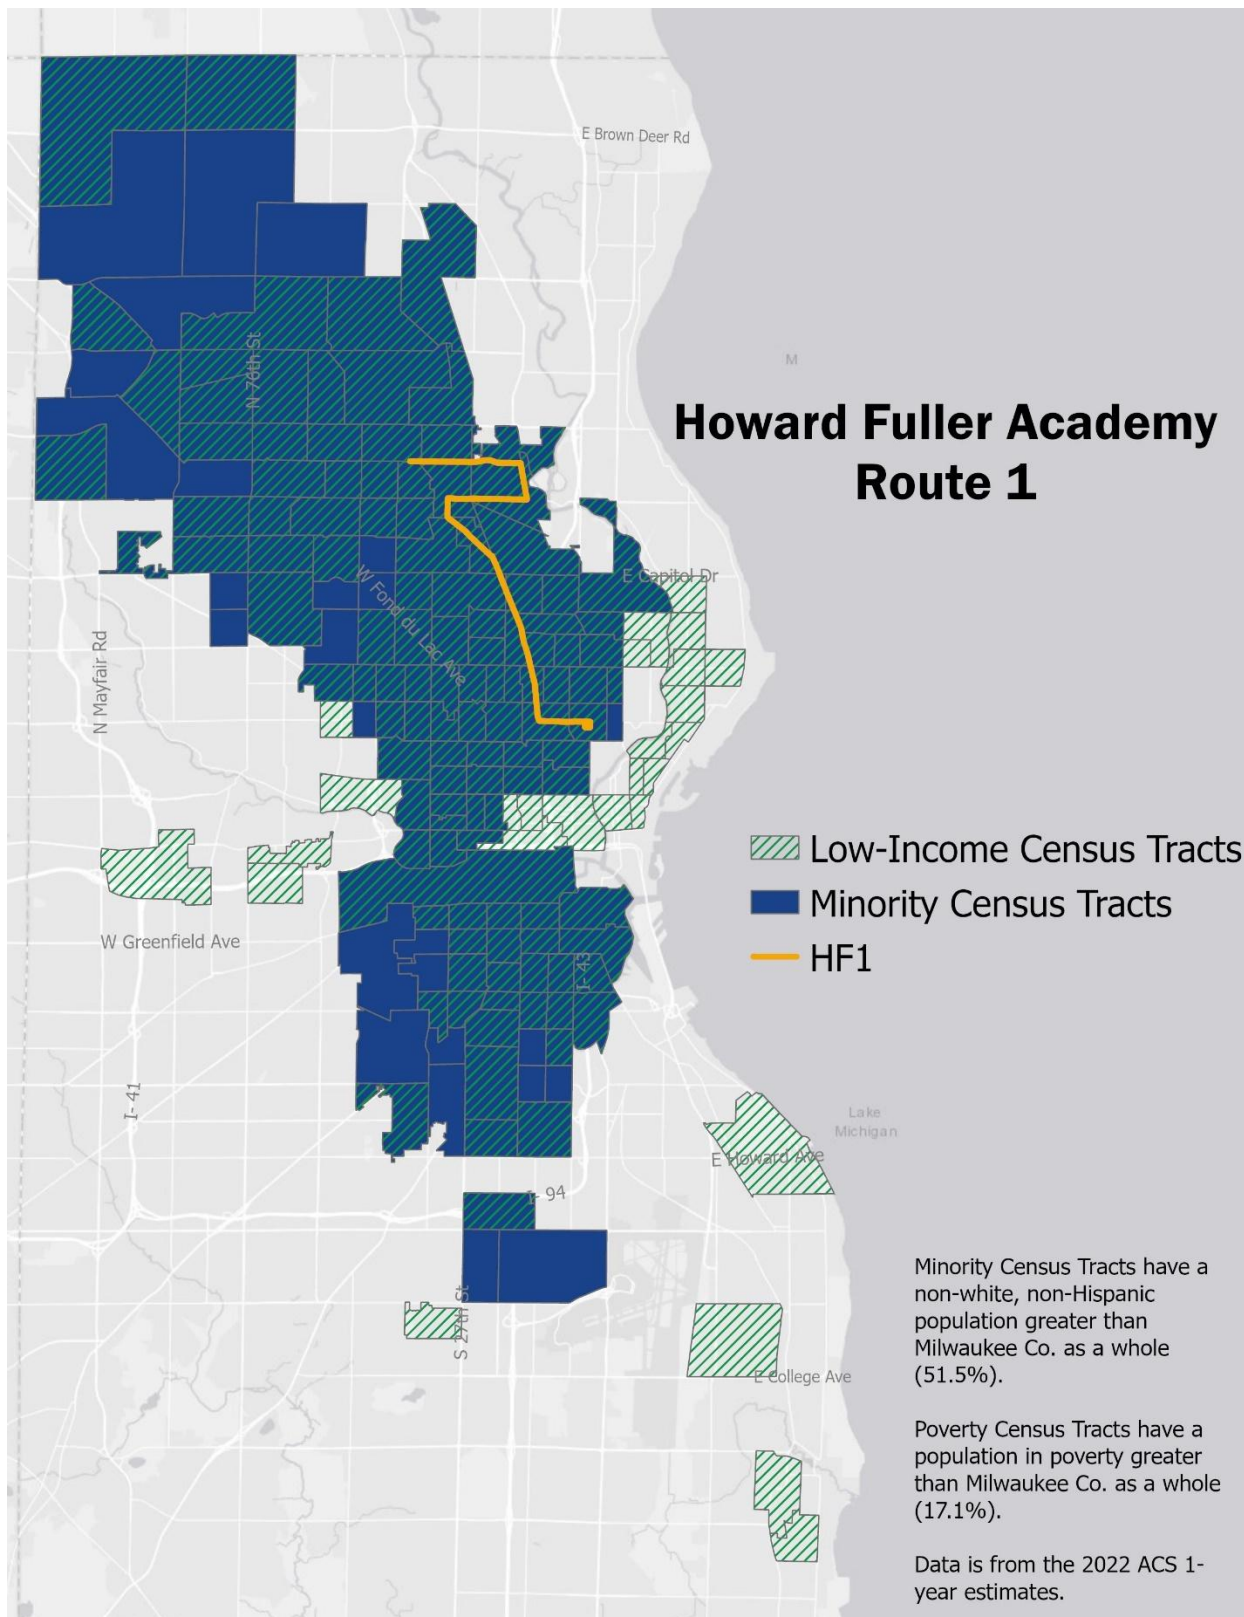 E Brown Deer Rd
N 76th St
M
Howard Fuller Academy
Route 1
E Capitol Dr
W Fond du Lac Ave
N Mayfair Rd
Low-Income Census Tracts
Minority Census Tracts
HF1
W Greenfield Ave
I- 43
I- 41
Lake
Michigan
E Howard Ave
I- 94
S 27th St
E College Ave
Minority Census Tracts have a
non-white, non-Hispanic
population greater than
Milwaukee Co. as a whole
(51.5%).
Poverty Census Tracts have a
population in poverty greater
than Milwaukee Co. as a whole
(17.1%).
Data is from the 2022 ACS 1-
year estimates.